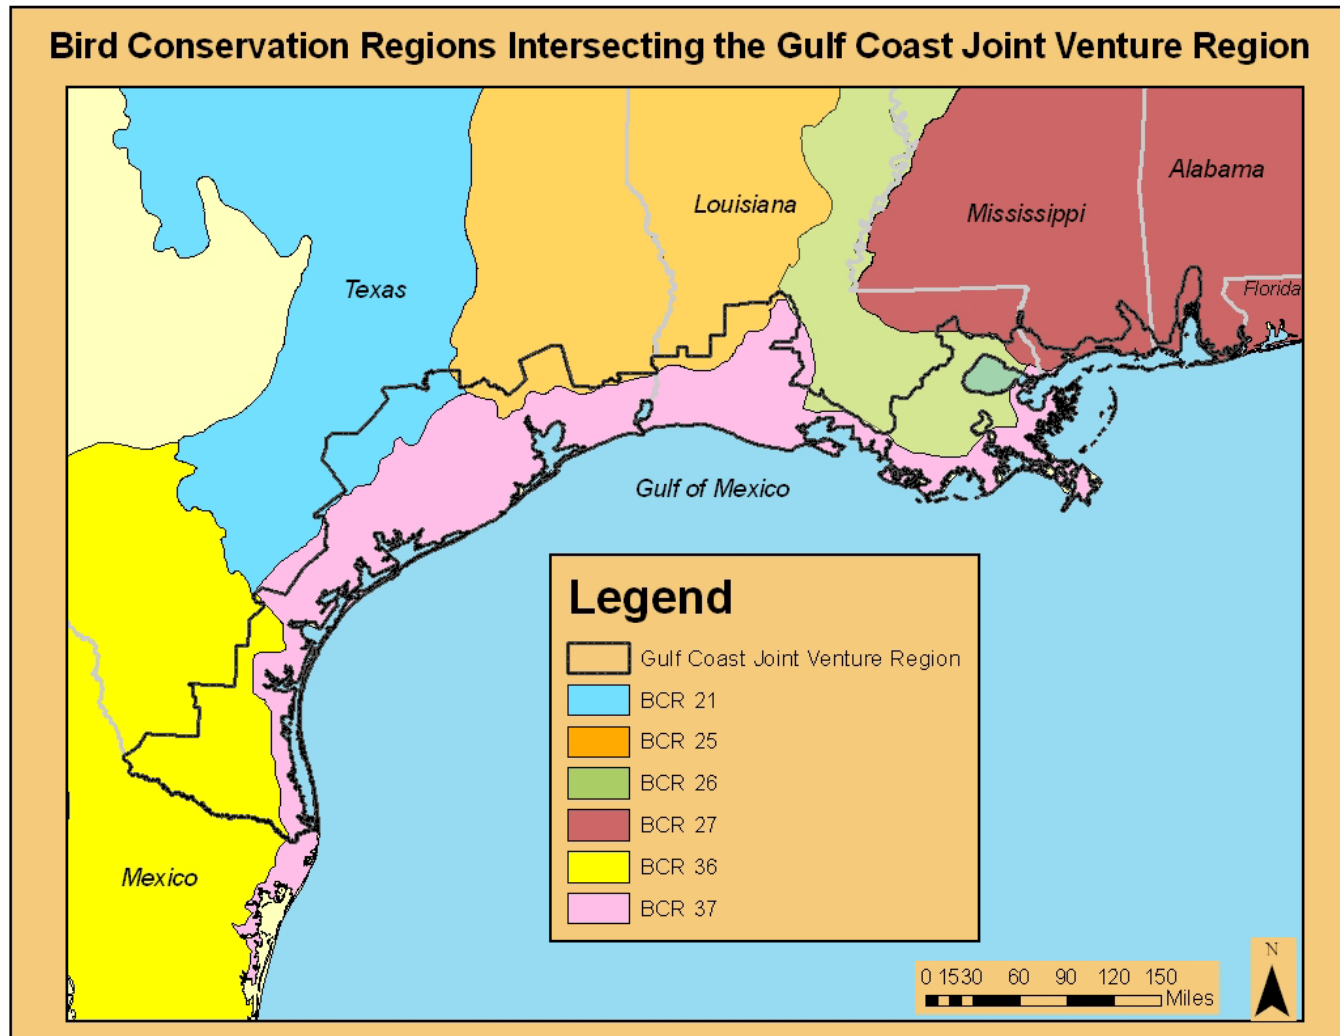 Bird Conservation Regions Intersecting the Gulf Coast Joint Venture Region
Alabama
Louisiana
Mississippi
Texas
Florida
Gulf of Mexico
Legend
Gulf Coast Joint Venture Region
BCR 21
BCR 25
BCR 26
BCR 27
BCR 36
BCR 37
Mexico
N
0 15 30 60 90 120 150
Miles